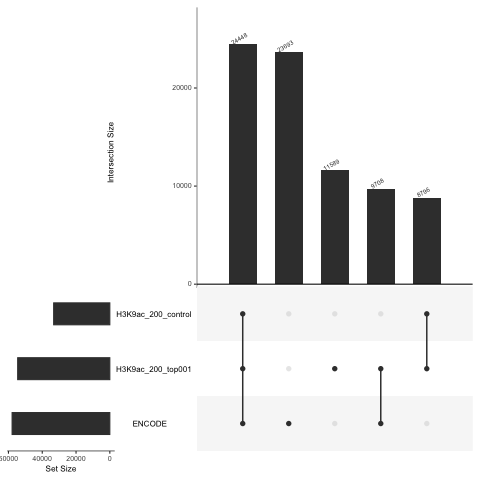 24448
23693
11589
9708
8796
20000
10000
0
Intersection Size
H3K9ac_200_control
H3K9ac_200_top001
ENCODE
60000 40000 20000 0
Set Size